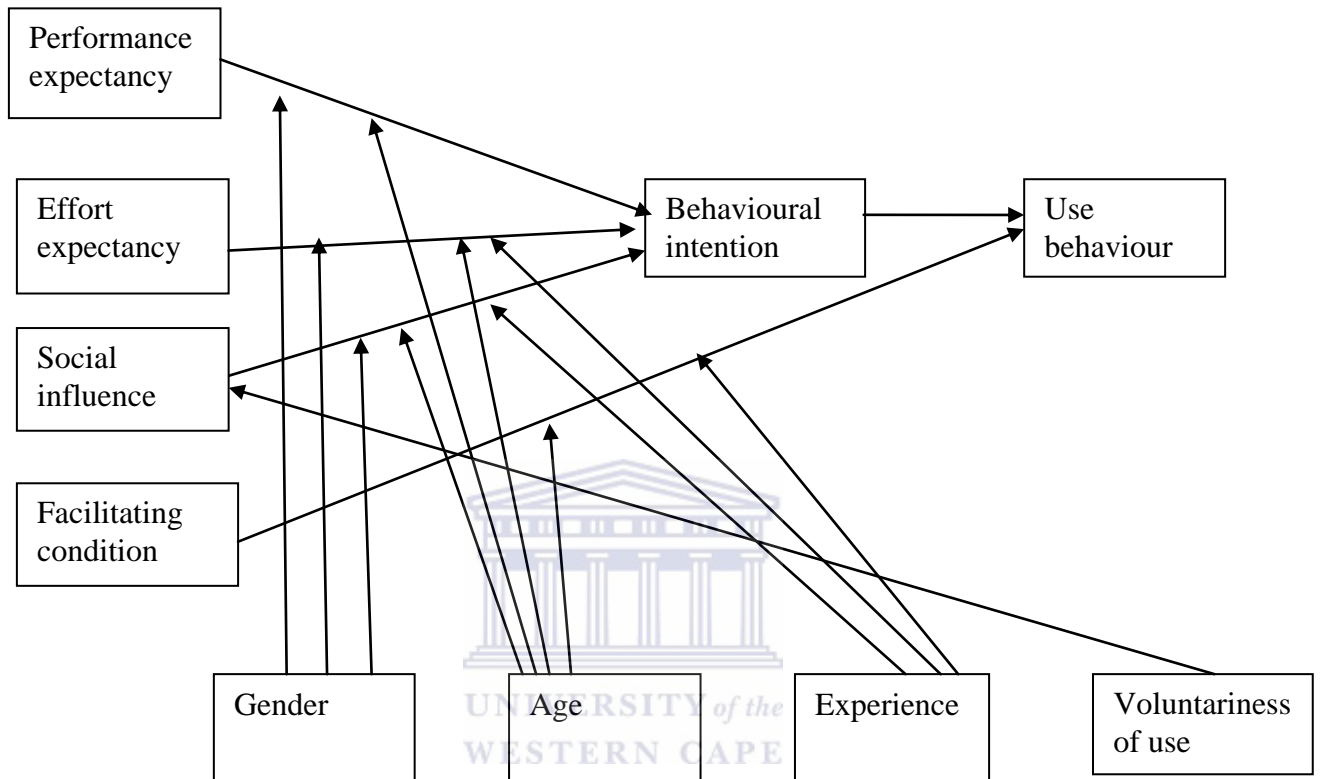 Performance
expectancy
Effort
expectancy
Behavioural
intention
Use
behaviour
Social
influence
Facilitating
condition
Gender
Age
Experience
Voluntariness
of use
UNIVERSITY of the
WESTERN CAPE